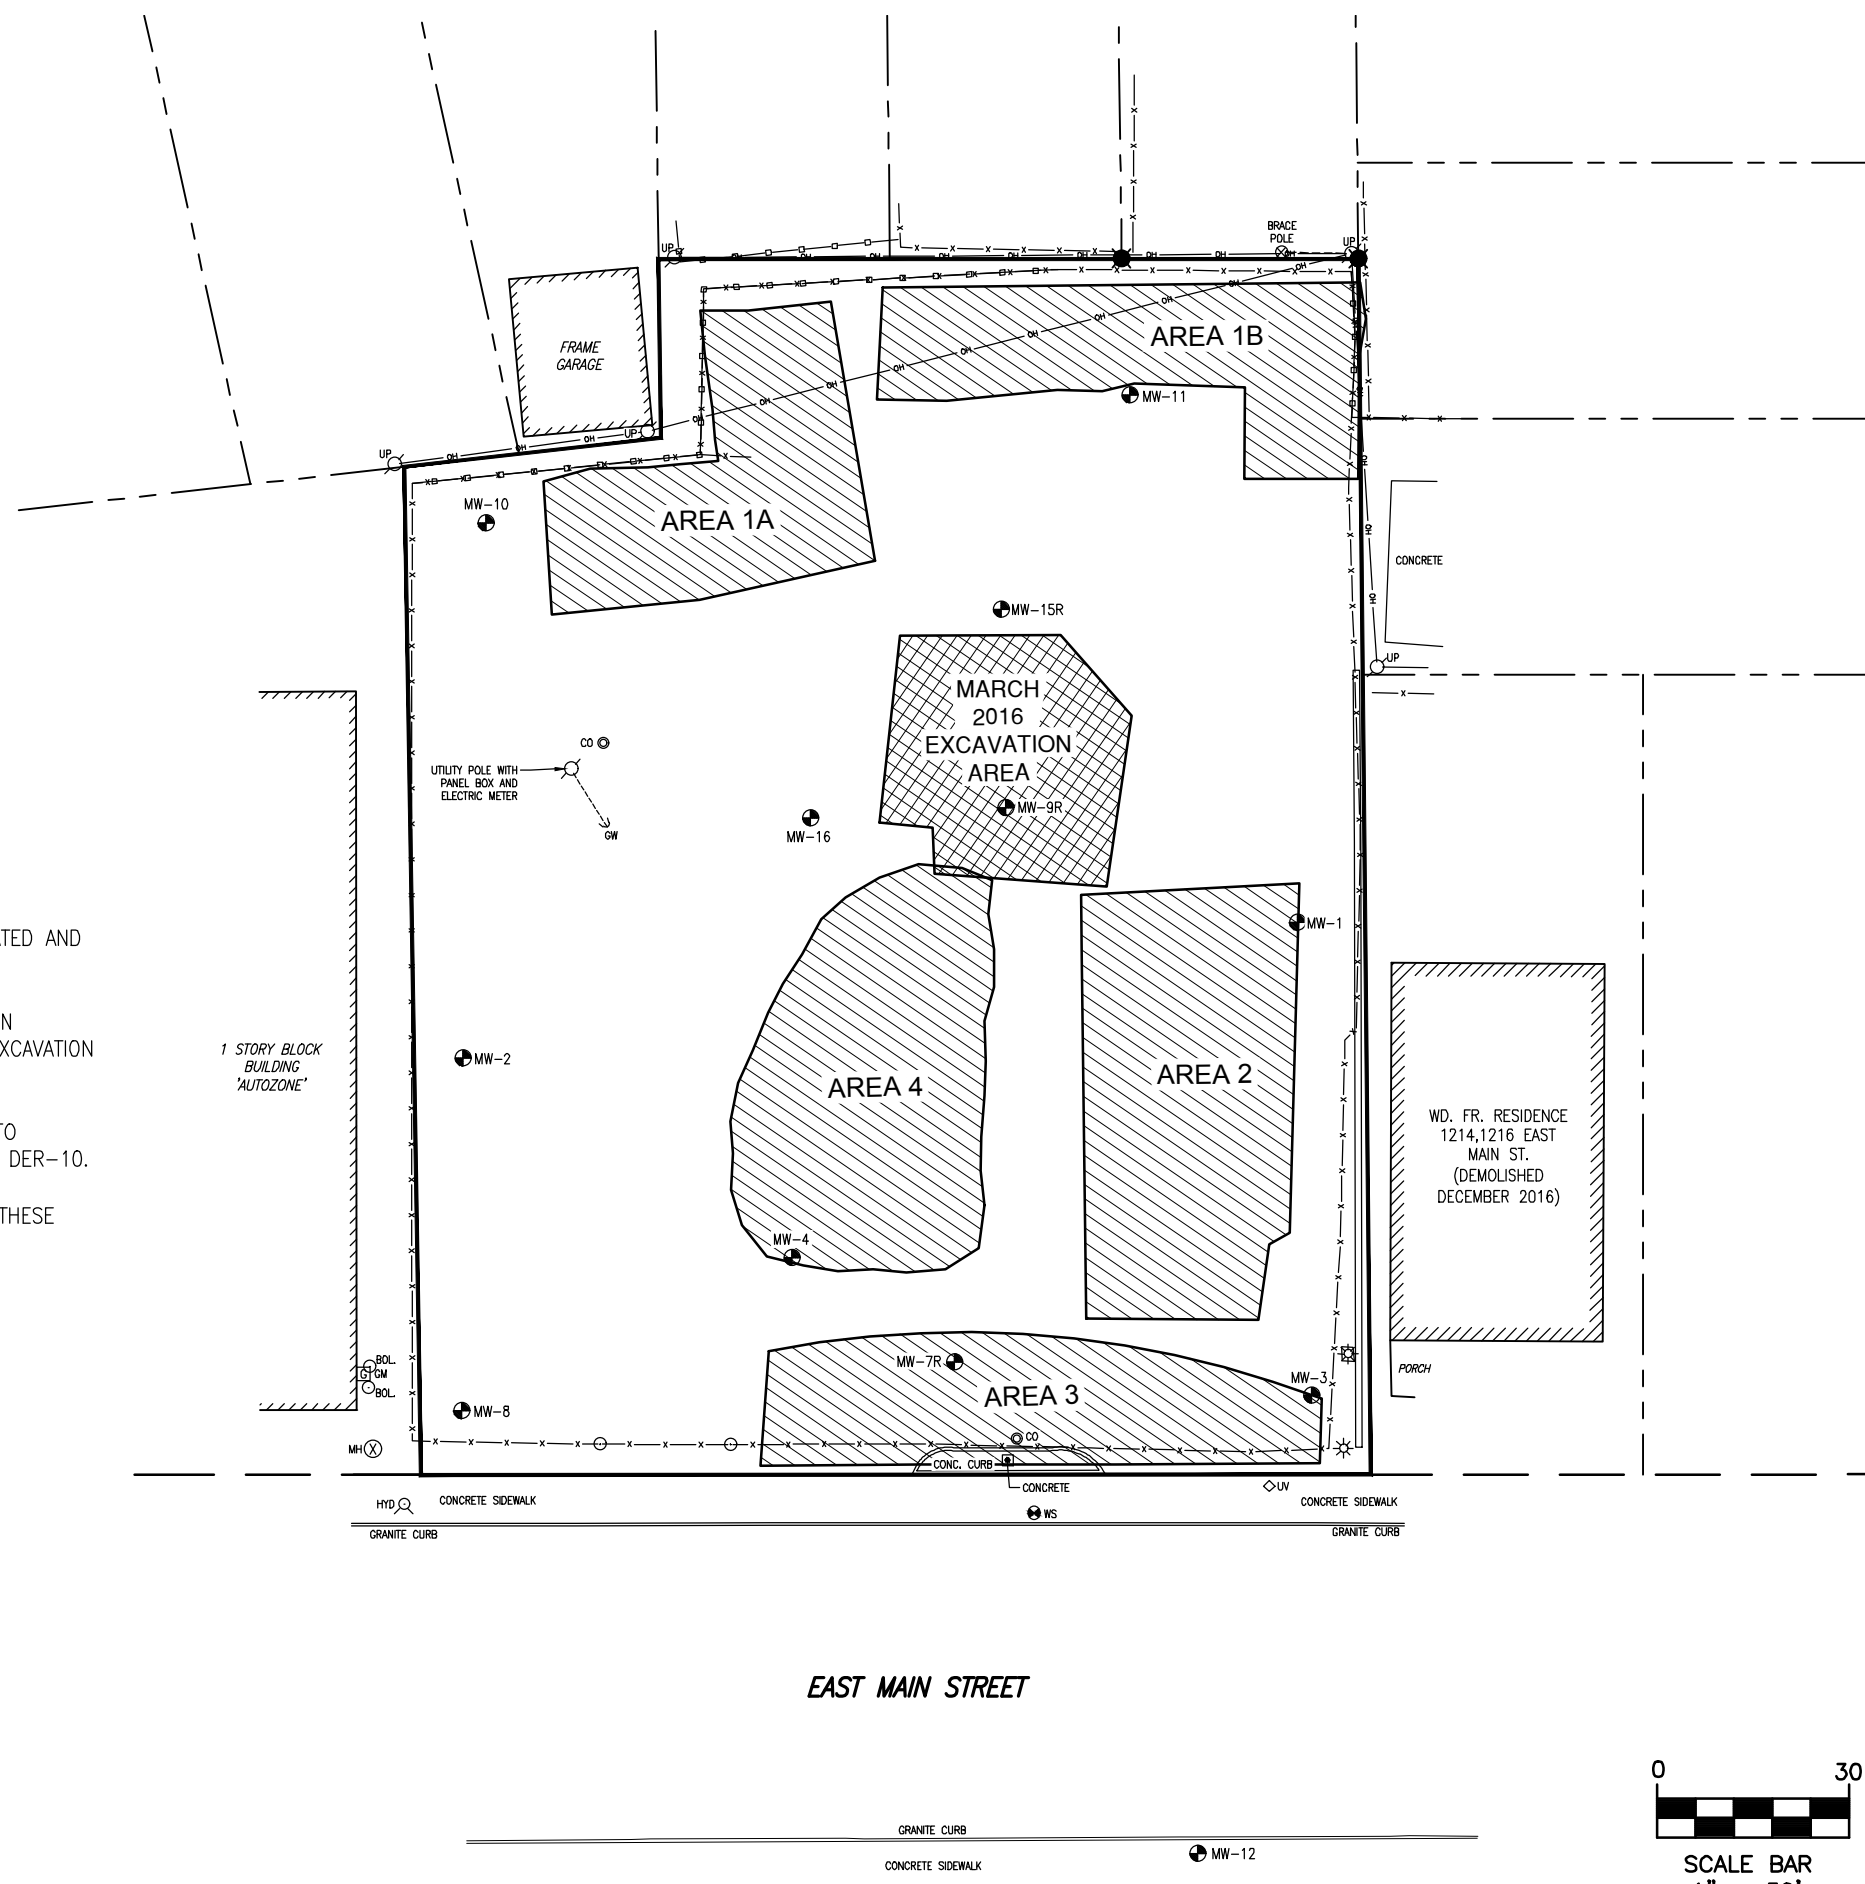 BRACE
POLE
UP
UP
OH
FRAME
GARAGE
AREA 1B
MW-11
UP
UP
MW-10
AREA 1A
CONCRETE
MW-15R
UP
MARCH
2016
EXCAVATION
AREA
CO
UTILITY POLE WITH
PANEL BOX AND
ELECTRIC METER
GW
MW-9R
MW-16
MW-1
TED AND
N
XCAVATION
TO
DER-10.
THESE
1 STORY BLOCK
BUILDING
'AUTOZONE'
MW-2
AREA 4
AREA 2
WD. FR. RESIDENCE
1214,1216 EAST
MAIN ST.
(DEMOLISHED
DECEMBER 2016)
MW-4
BOL.
G GM
BOL.
MW-7R
MW-3
PORCH
AREA 3
MW-8
CO
MH
CONC. CURB
CONCRETE
UV
HYD
CONCRETE SIDEWALK
CONCRETE SIDEWALK
WS
GRANITE CURB
GRANITE CURB
EAST MAIN STREET
GRANITE CURB
CONCRETE SIDEWALK
MW-12
0 30
SCALE BAR